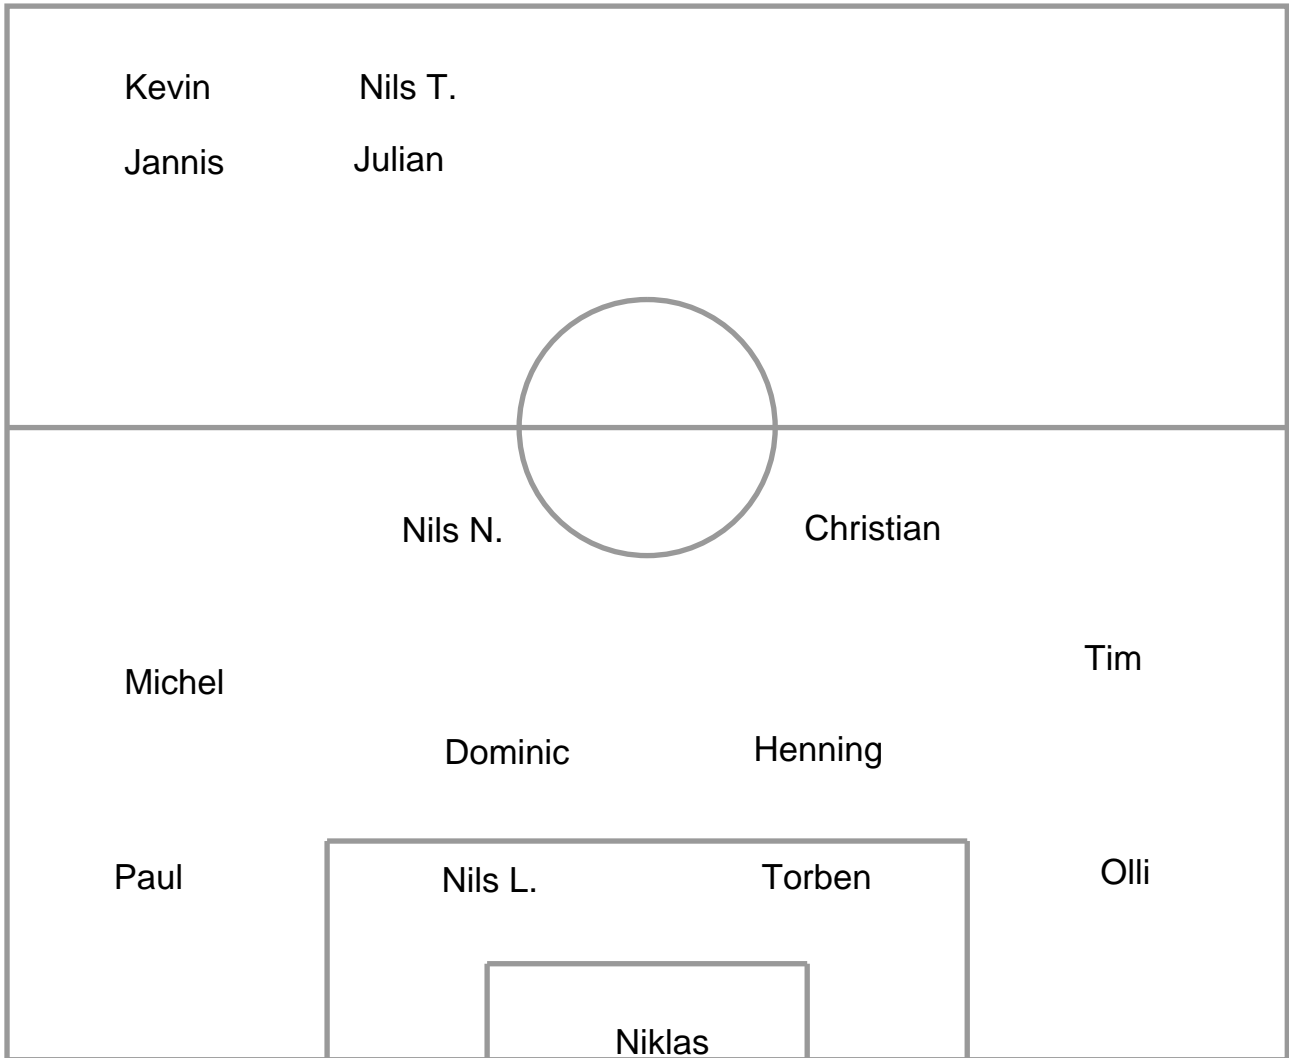 Kevin Nils T.
Jannis Julian
Nils N. Christian
Tim
Michel
Dominic Henning
Paul Nils L. Torben Olli
Niklas